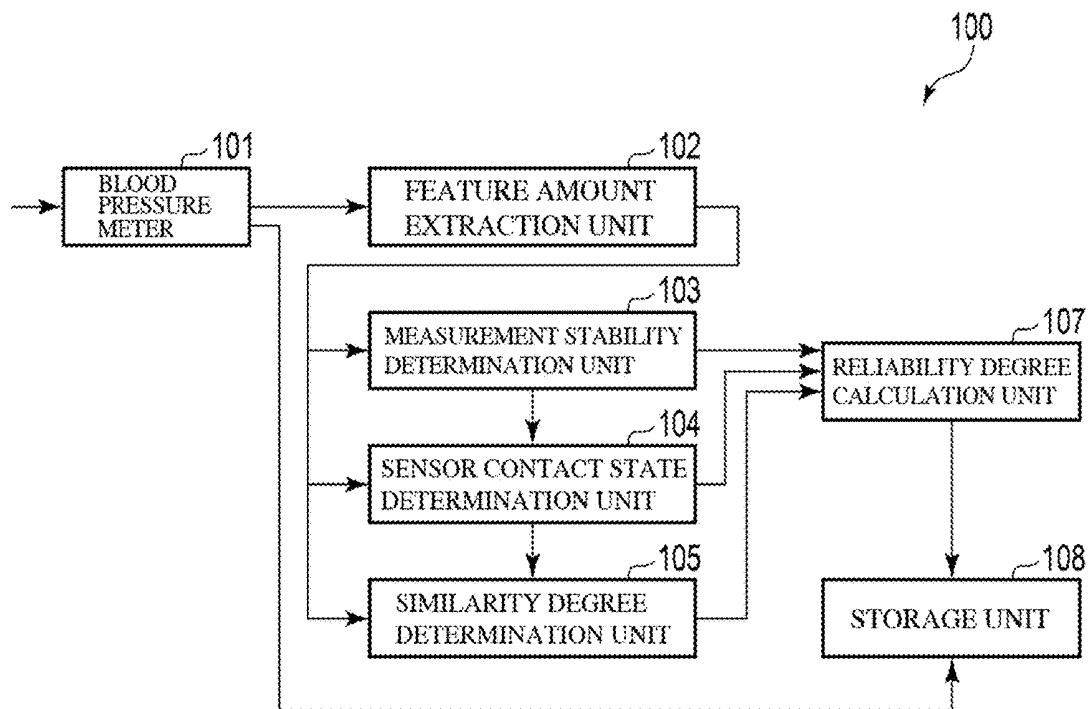 100
101
BLOOD
PRESSURE
METER
102
FEATURE AMOUNT
EXTRACTION UNIT
103
MEASUREMENT STABILITY
DETERMINATION UNIT
107
RELIABILITY DEGREE
CALCULATION UNIT
104
SENSOR CONTACT STATE
DETERMINATION UNIT
105
SIMILARITY DEGREE
DETERMINATION UNIT
108
STORAGE UNIT